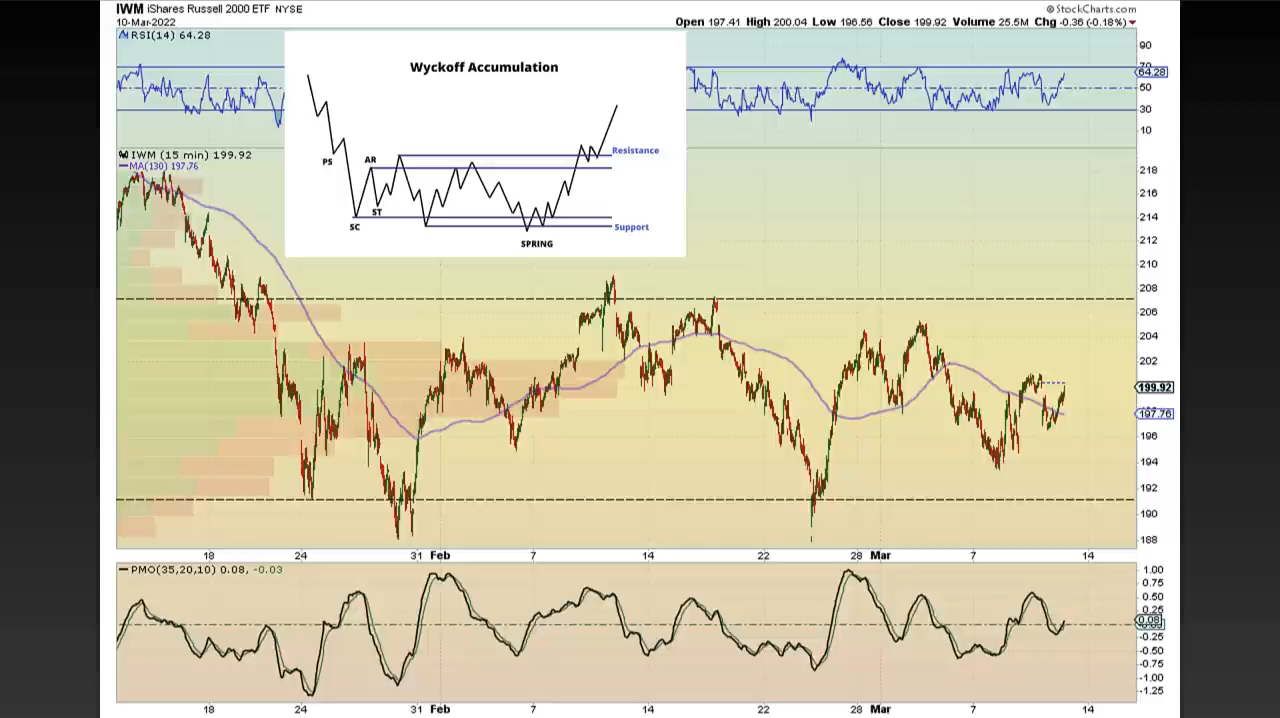 IWM iShares Russell 2000 ETF NYSE
© StockCharts.com
10-Mar-2022
Open 197.41 High 200.04 Low 196.56 Close 199.92 Volume 25.5M Chg -0.36 (-0.18%)
RSI(14) 64.28
90
70
64.28
50
30
10
Wyckoff Accumulation
PS
AR
ST
SC
SPRING
Resistance
Support
IWM (15 min) 199.92
MA(130) 197.76
218
216
214
212
210
208
206
204
202
199.92
197.76
196
194
192
190
188
18 24 31 Feb 7 14 22 28 Mar 7 14
PMO(35,20,10) 0.08, -0.03
1.00
0.75
0.50
0.25
0.08
-0.25
-0.50
-0.75
-1.00
-1.25
18 24 31 Feb 7 14 22 28 Mar 7 14